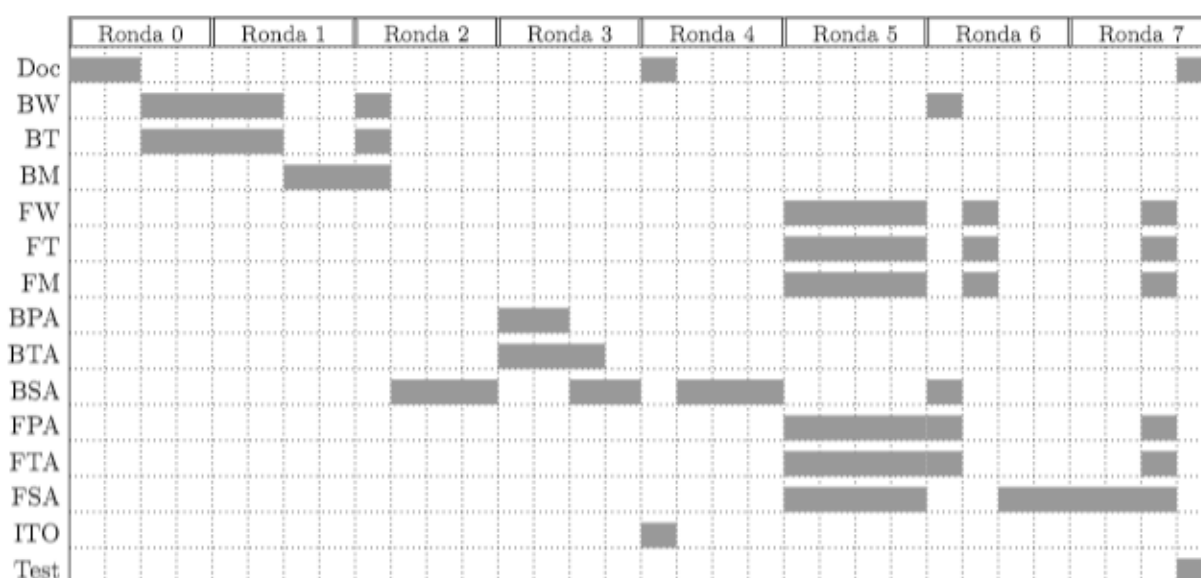 Ronda 0 Ronda 1 Ronda 2 Ronda 3 Ronda 4 Ronda 5 Ronda 6 Ronda 7
Doc
BW
BT
BM
FW
FT
FM
BPA
BTA
BSA
FPA
FTA
FSA
ITO
Test